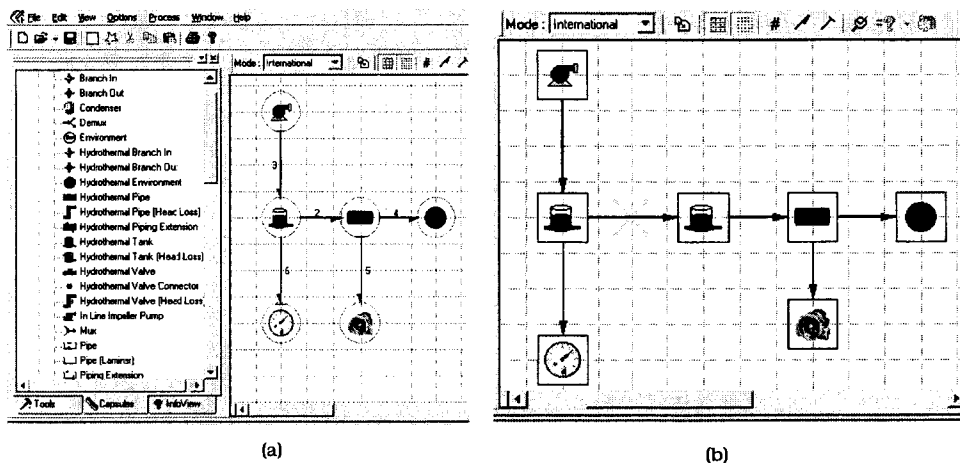 File Edit View Options Process Window Help
Mode : International
Branch In
Branch Out
Condenser
Demux
Environment
Hydrothermal Branch In
Hydrothermal Branch Ou
Hydrothermal Environment
Hydrothermal Pipe
Hydrothermal Pipe (Head Loss)
Hydrothermal Piping Extension
Hydrothermal Tank
Hydrothermal Tank (Head Loss)
Hydrothermal Valve
Hydrothermal Valve Connector
Hydrothermal Valve (Head Loss)
In Line Impeller Pump
Mux
Pipe
Pipe (Laminar)
Piping Extension
Tools Capsules InfoView
3
2 4
6 5
(a)
Mode : International
(b)